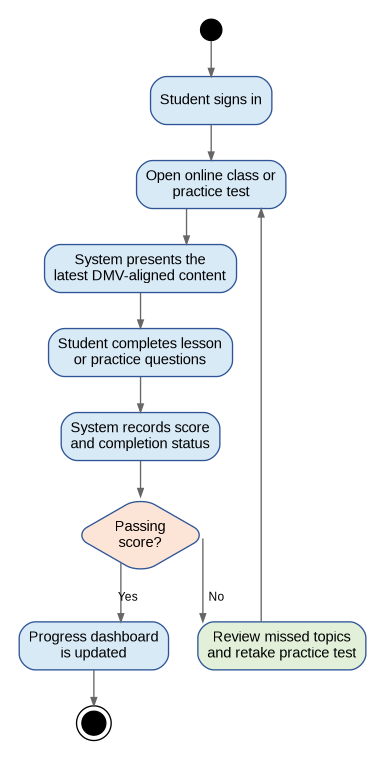 Student signs in
Open online class or
practice test
System presents the
latest DMV-aligned content
Student completes lesson
or practice questions
System records score
and completion status
Passing
score?
Yes
No
Progress dashboard
is updated
Review missed topics
and retake practice test